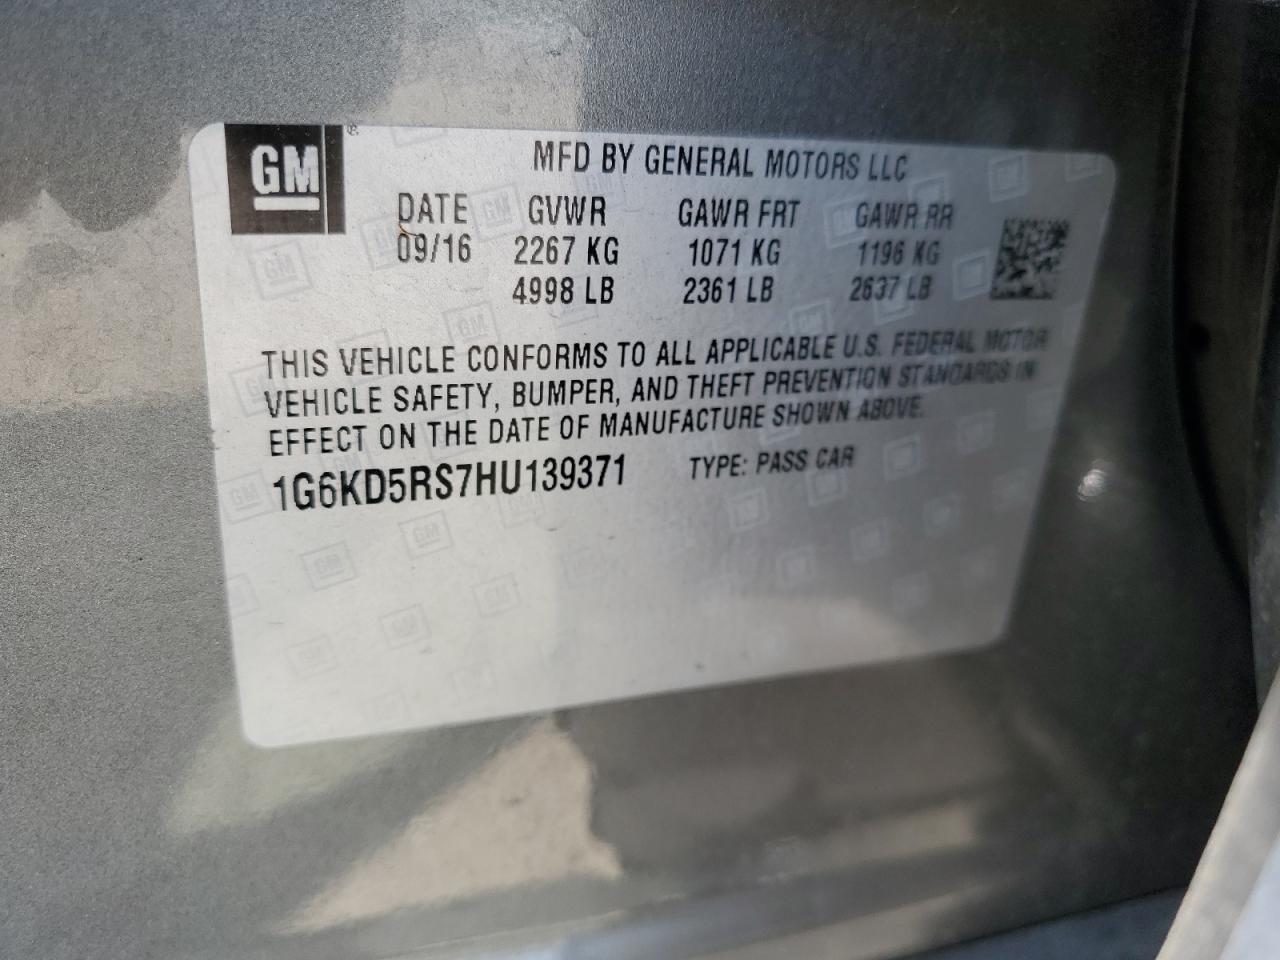 GM
MFD BY GENERAL MOTORS LLC
DATE GVWR GAWR FRT GAWR RR
09/16 2267 KG 1071 KG 1196 KG
4998 LB 2361 LB 2637 LB
THIS VEHICLE CONFORMS TO ALL APPLICABLE U.S. FEDERAL MOTOR
VEHICLE SAFETY, BUMPER, AND THEFT PREVENTION STANDARDS IN
EFFECT ON THE DATE OF MANUFACTURE SHOWN ABOVE.
1G6KD5RS7HU139371 TYPE: PASS CAR